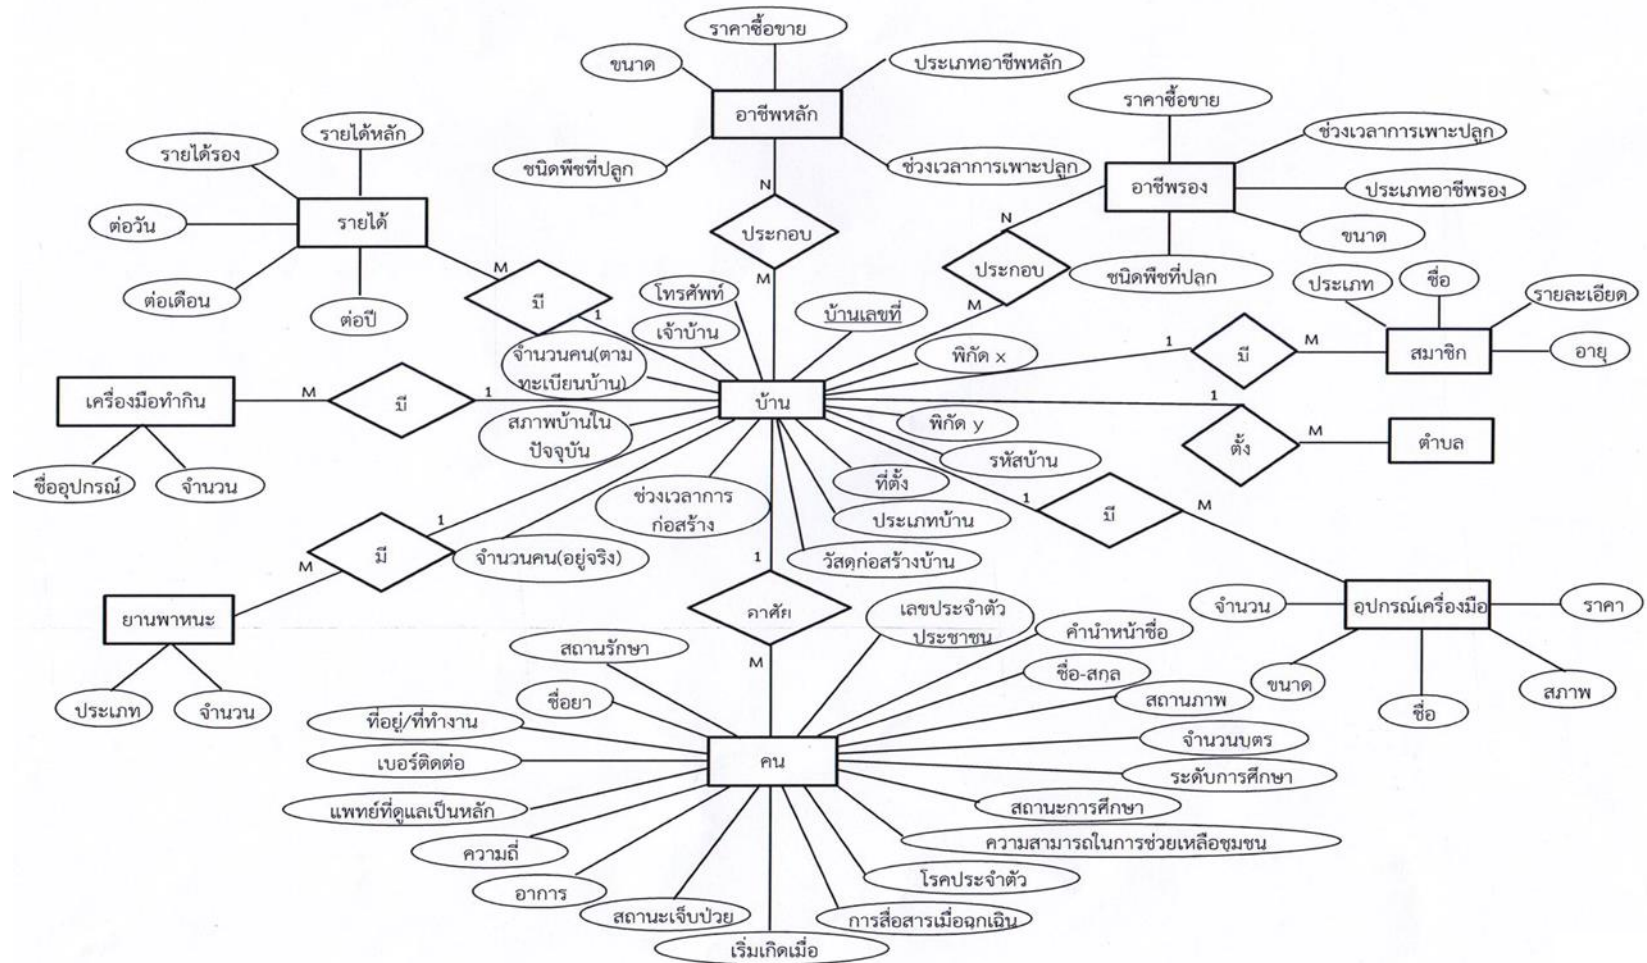 ราคาซื้อขาย
ขนาด
ประเภทอาชีพหลัก
อาชีพหลัก
ชนิดพืชที่ปลูก
ช่วงเวลาการเพาะปลูก
N
ประกอบ
M
ราคาซื้อขาย
ช่วงเวลาการเพาะปลูก
อาชีพรอง
ประเภทอาชีพรอง
ขนาด
ชนิดพืชที่ปลูก
N
ประกอบ
M
รายได้หลัก
รายได้รอง
รายได้
ต่อวัน
ต่อเดือน
ต่อปี
M
มี
1
โทรศัพท์
เจ้าบ้าน
บ้านเลขที่
พิกัด x
จำนวนคน(ตาม
ทะเบียนบ้าน)
ประเภท
ชื่อ
รายละเอียด
1
มี
M
สมาชิก
อายุ
เครื่องมือทำกิน
M
มี
1
บ้าน
1
ตั้ง
M
ตำบล
ชื่ออุปกรณ์
จำนวน
สภาพบ้านใน
ปัจจุบัน
พิกัด y
รหัสบ้าน
ที่ตั้ง
ช่วงเวลาการ
ก่อสร้าง
ประเภทบ้าน
วัสดุก่อสร้างบ้าน
1
มี
M
1
มี
M
จำนวนคน(อยู่จริง)
ยานพาหนะ
ประเภท
จำนวน
1
อาศัย
M
จำนวน
อุปกรณ์เครื่องมือ
ราคา
ขนาด
ชื่อ
สภาพ
เลขประจำตัว
ประชาชน
คำนำหน้าชื่อ
สถานรักษา
ชื่อ-สกุล
ชื่อยา
สถานภาพ
ที่อยู่/ที่ทำงาน
จำนวนบุตร
เบอร์ติดต่อ
คน
ระดับการศึกษา
แพทย์ที่ดูแลเป็นหลัก
สถานะการศึกษา
ความถี่
ความสามารถในการช่วยเหลือชุมชน
อาการ
โรคประจำตัว
สถานะเจ็บป่วย
การสื่อสารเมื่อฉุกเฉิน
เริ่มเกิดเมื่อ